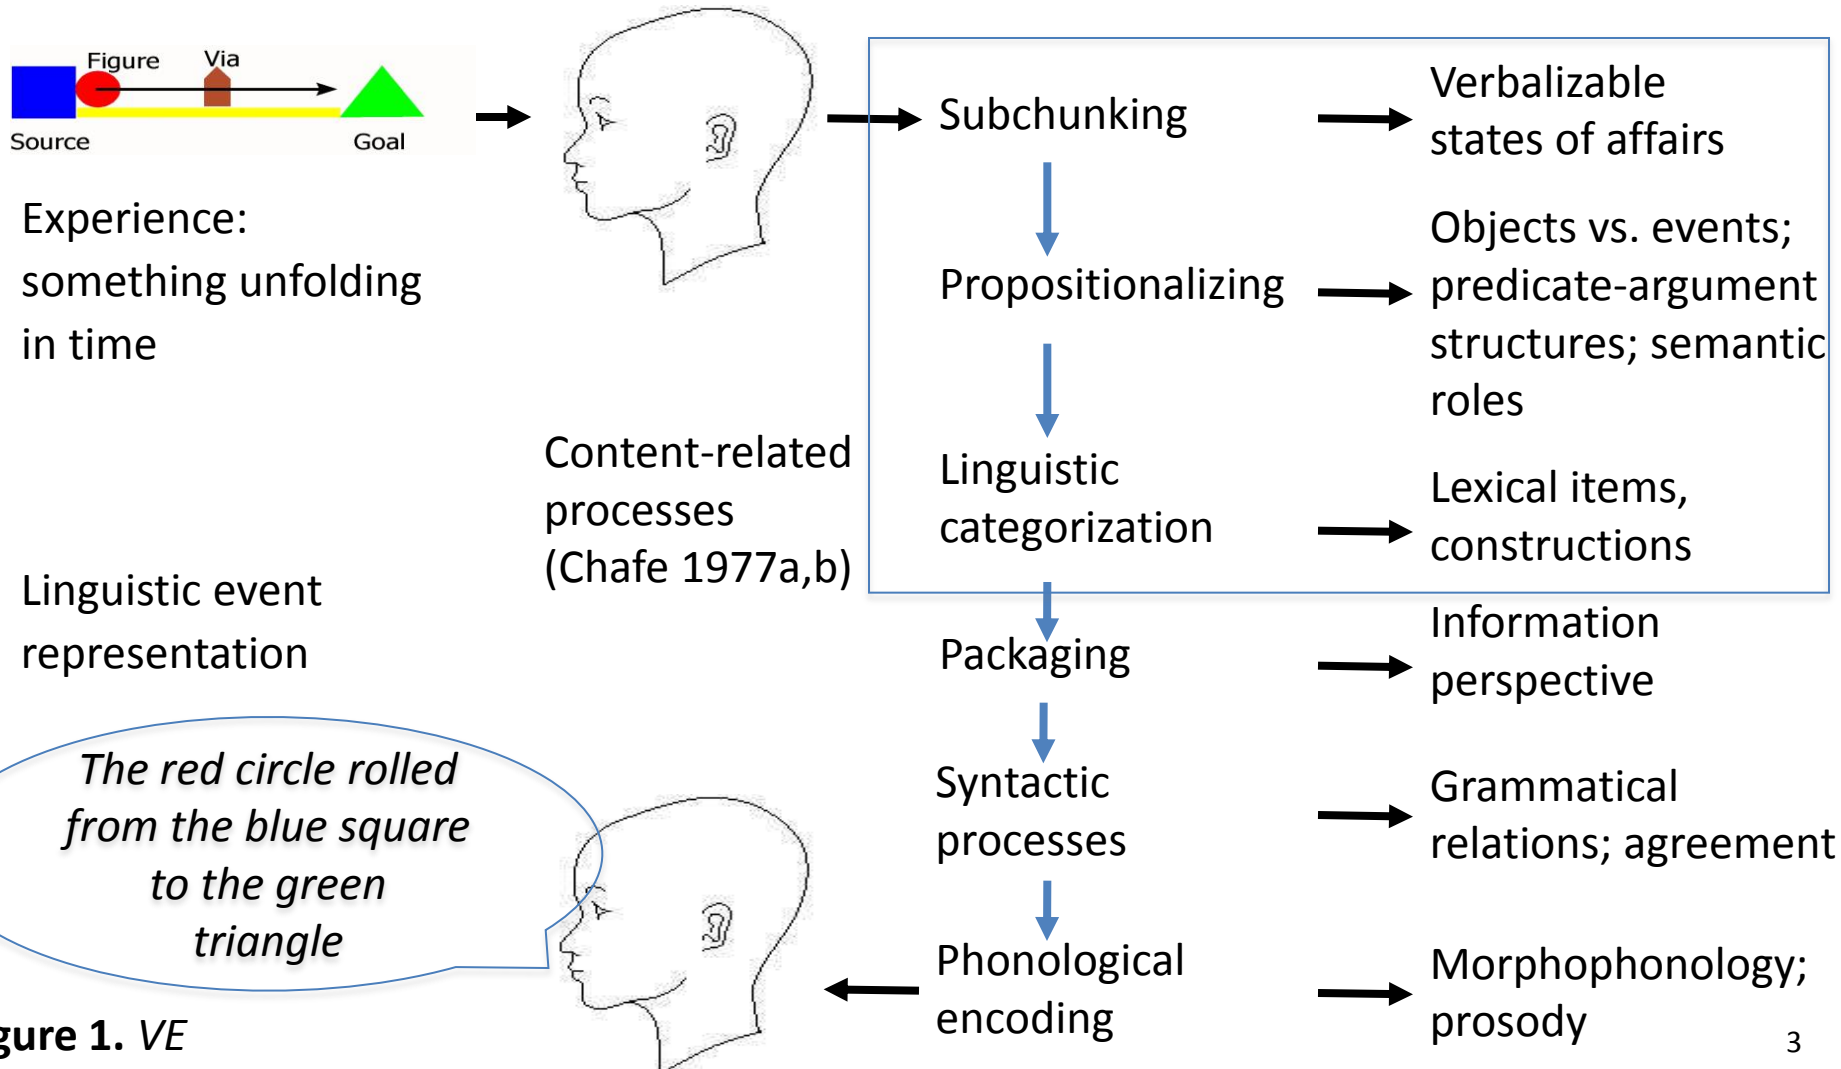 Figure
Via
Source
Goal
Experience:
something unfolding
in time
Linguistic event
representation
The red circle rolled
from the blue square
to the green
triangle
Content-related
processes
(Chafe 1977a,b)
Subchunking
Verbalizable
states of affairs
Propositionalizing
Objects vs. events;
predicate-argument
structures; semantic
roles
Linguistic
categorization
Lexical items,
constructions
Packaging
Information
perspective
Syntactic
processes
Grammatical
relations; agreement
Phonological
encoding
Morphophonology;
prosody
gure 1. VE
3